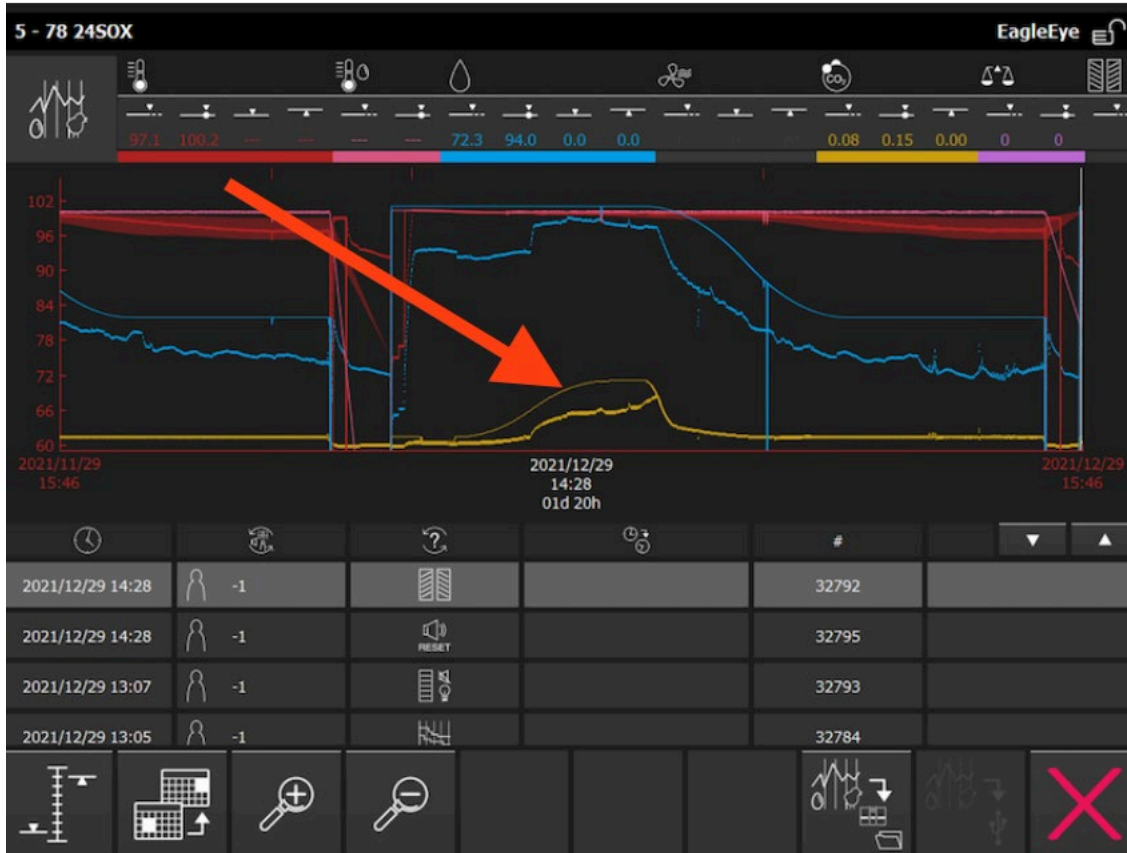 5 - 78 24SOX
EagleEye
CO₂
97.1 100.2 --- --- --- --- 72.3 94.0 0.0 0.0 0.08 0.15 0.00 0 0
102
96
90
84
78
72
66
60
2021/11/29
15:46
2021/12/29
14:28
01d 20h
2021/12/29
15:46
#
2021/12/29 14:28 -1 32792
2021/12/29 14:28 -1 RESET 32795
2021/12/29 13:07 -1 32793
2021/12/29 13:05 -1 32784